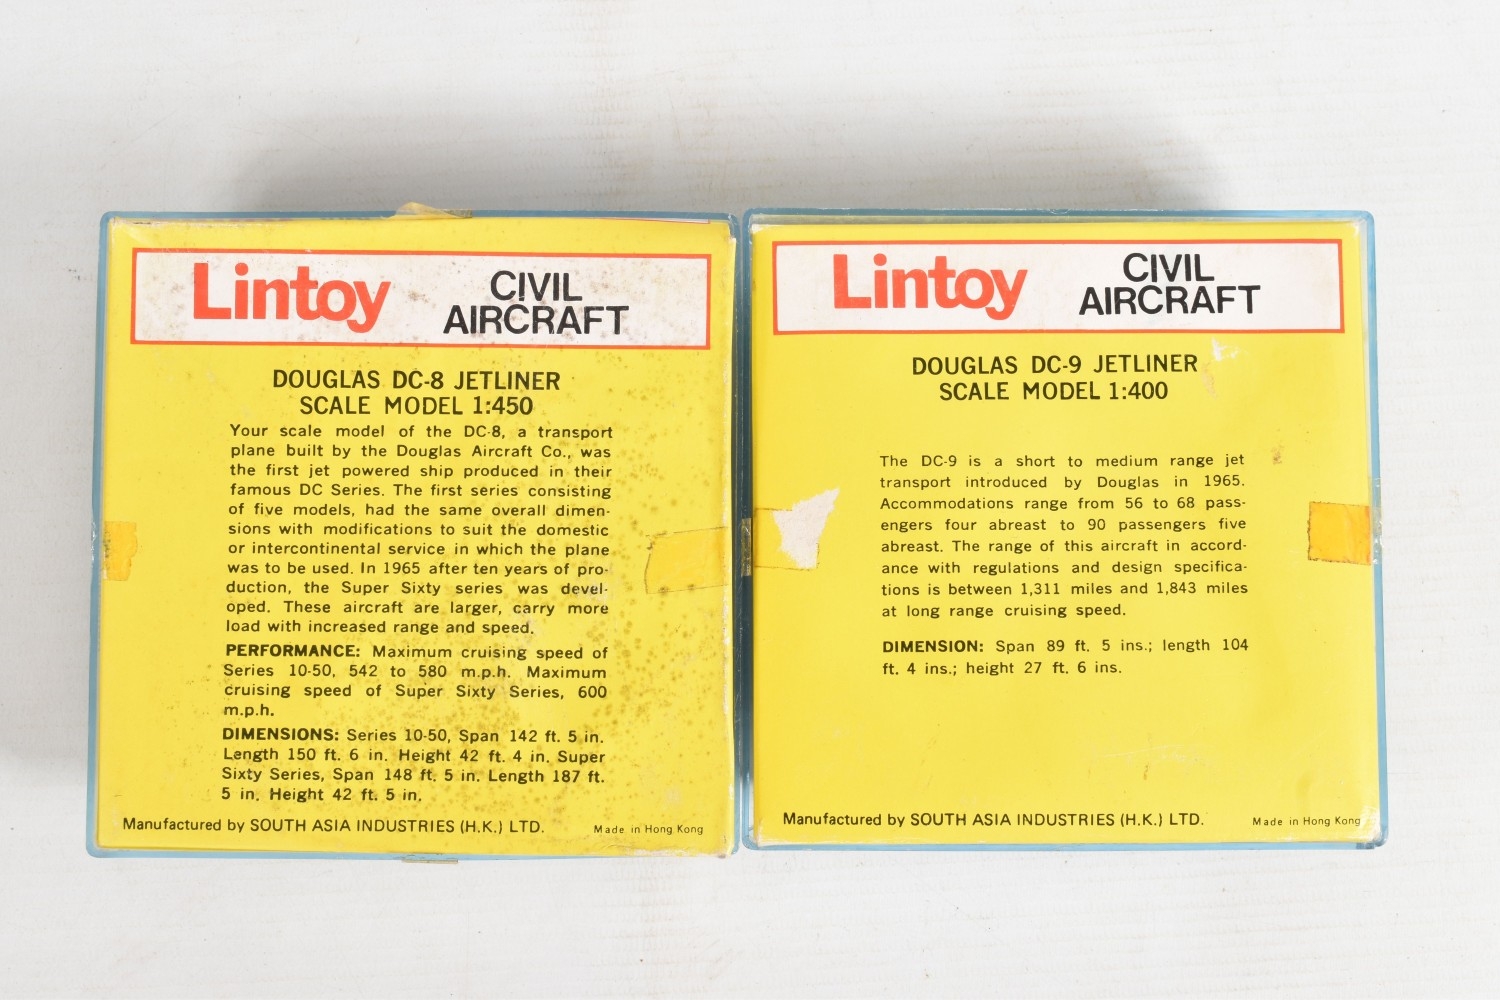 Lintoy
CIVIL
AIRCRAFT
DOUGLAS DC-8 JETLINER
SCALE MODEL 1:450
Your scale model of the DC-8, a transport
plane built by the Douglas Aircraft Co., was
the first jet powered ship produced in their
famous DC Series. The first series consisting
of five models, had the same overall dimen-
sions with modifications to suit the domestic
or intercontinental service in which the plane
was to be used. In 1965 after ten years of pro-
duction, the Super Sixty series was devel-
oped. These aircraft are larger, carry more
load with increased range and speed.
PERFORMANCE: Maximum cruising speed of
Series 10-50, 542 to 580 m.p.h. Maximum
cruising speed of Super Sixty Series, 600
m.p.h.
DIMENSIONS: Series 10-50, Span 142 ft. 5 in.
Length 150 ft. 6 in. Height 42 ft. 4 in. Super
Sixty Series, Span 148 ft. 5 in. Length 187 ft.
5 in. Height 42 ft. 5 in.
Manufactured by SOUTH ASIA INDUSTRIES (H.K.) LTD.
Made in Hong Kong
Lintoy
CIVIL
AIRCRAFT
DOUGLAS DC-9 JETLINER
SCALE MODEL 1:400
The DC-9 is a short to medium range jet
transport introduced by Douglas in 1965.
Accommodations range from 56 to 68 pass-
engers four abreast to 90 passengers five
abreast. The range of this aircraft in accord-
ance with regulations and design specifica-
tions is between 1,311 miles and 1,843 miles
at long range cruising speed.
DIMENSION: Span 89 ft. 5 ins.; length 104
ft. 4 ins.; height 27 ft. 6 ins.
Manufactured by SOUTH ASIA INDUSTRIES (H.K.) LTD.
Made in Hong Kong